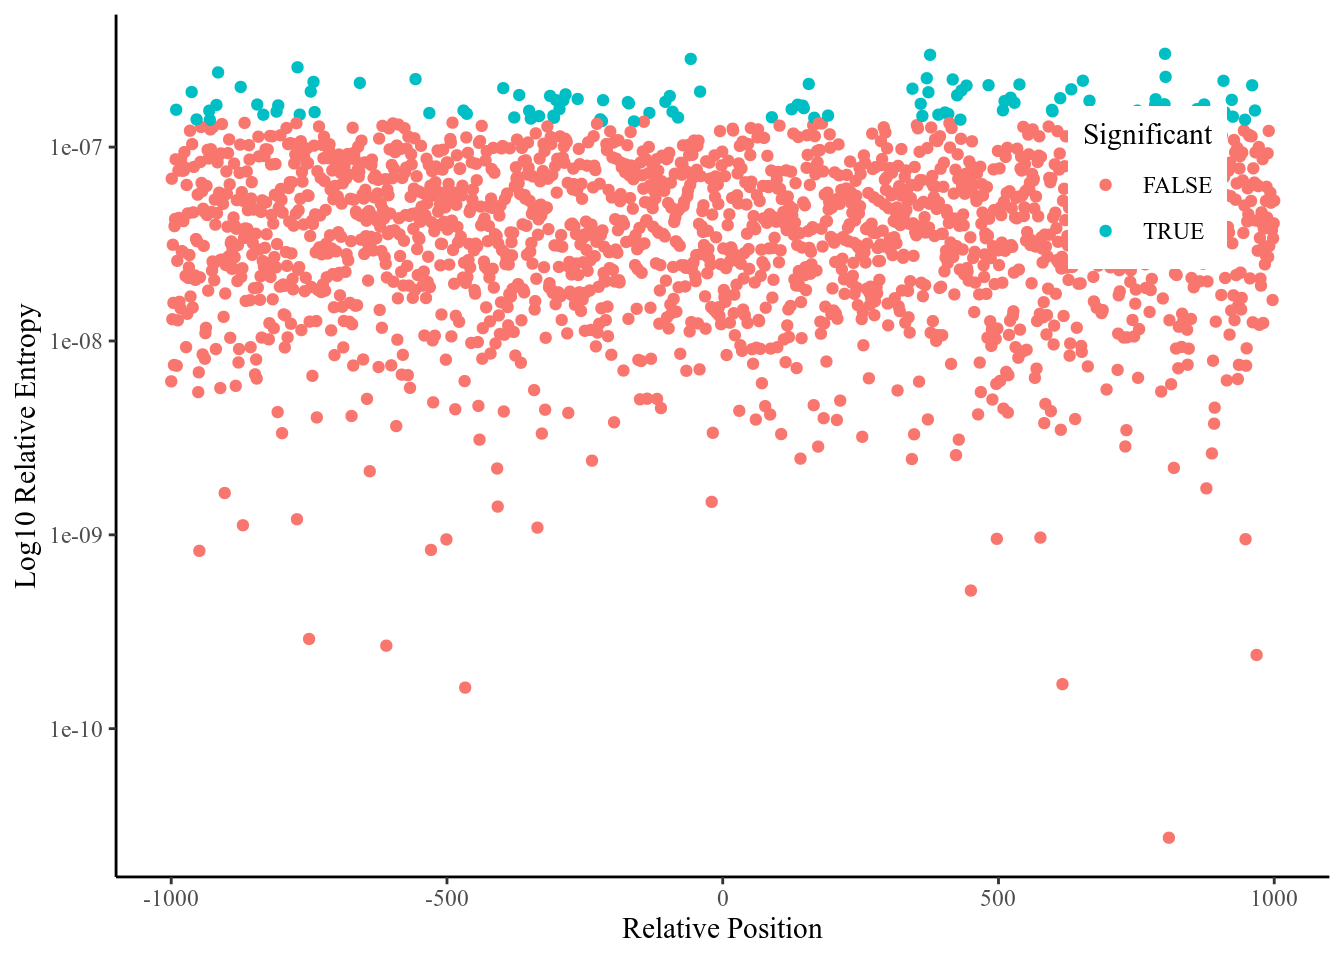 Log10 Relative Entropy
1e-07
1e-08
1e-09
1e-10
Significant
FALSE
TRUE
-1000
-500
0
500
1000
Relative Position